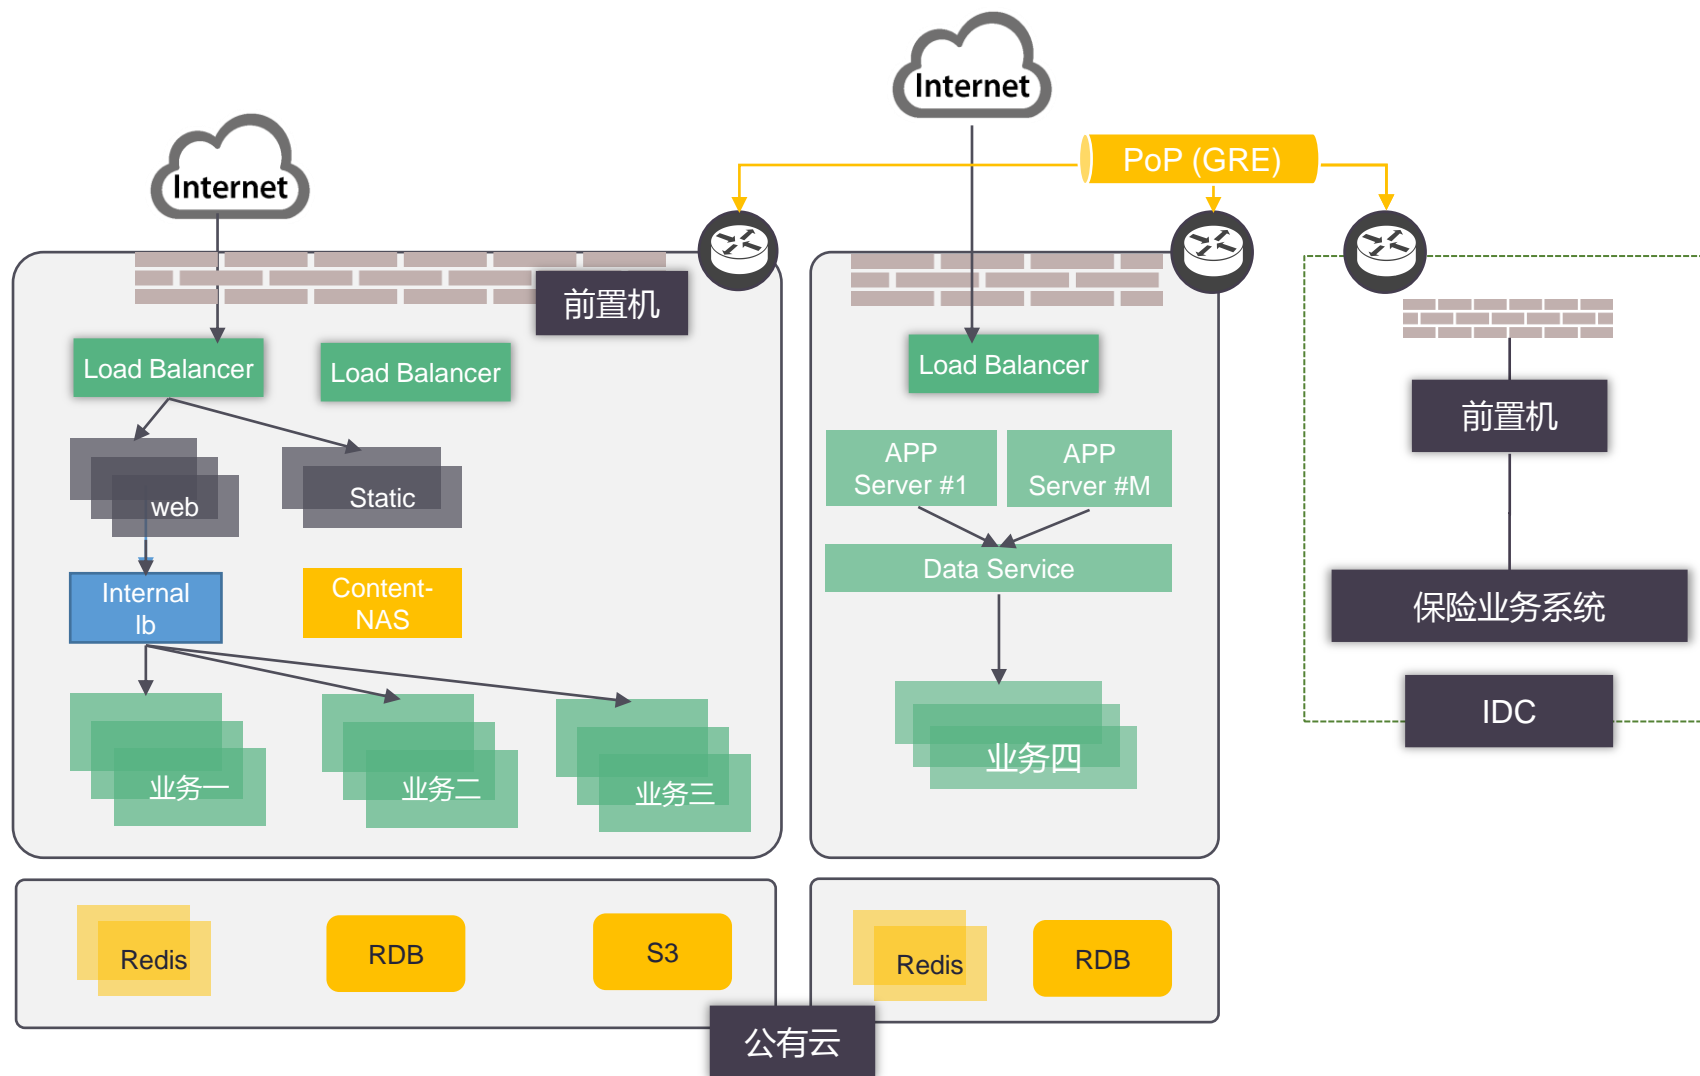 Internet
Internet
PoP (GRE)
前置机
Load Balancer
Load Balancer
web
Static
Internal
lb
Content-
NAS
业务一
业务二
业务三
Load Balancer
APP
Server #1
APP
Server #M
Data Service
业务四
前置机
保险业务系统
IDC
Redis
RDB
S3
Redis
RDB
公有云